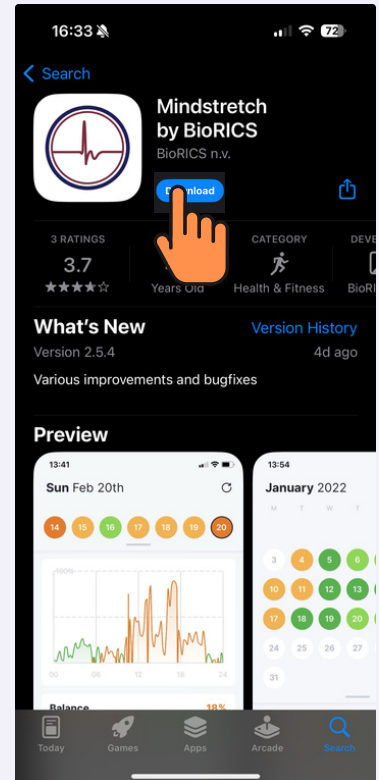 16:33
72
Search
Mindstretch
by BioRICS
BioRICS n.v.
3 RATINGS
CATEGORY
3.7
Years Old
Health & Fitness
What's New
Version History
Version 2.5.4
4d ago
Various improvements and bugfixes
Preview
13:41
Sun Feb 20th
14 15 16 17 18 19 20
100%
00 06 12 18 24
Balance 18%
13:54
January 2022
M T W T
3 4 5 6
10 11 12 13
17 18 19 20
24 25 26 27
31
Today
Games
Apps
Arcade
Search